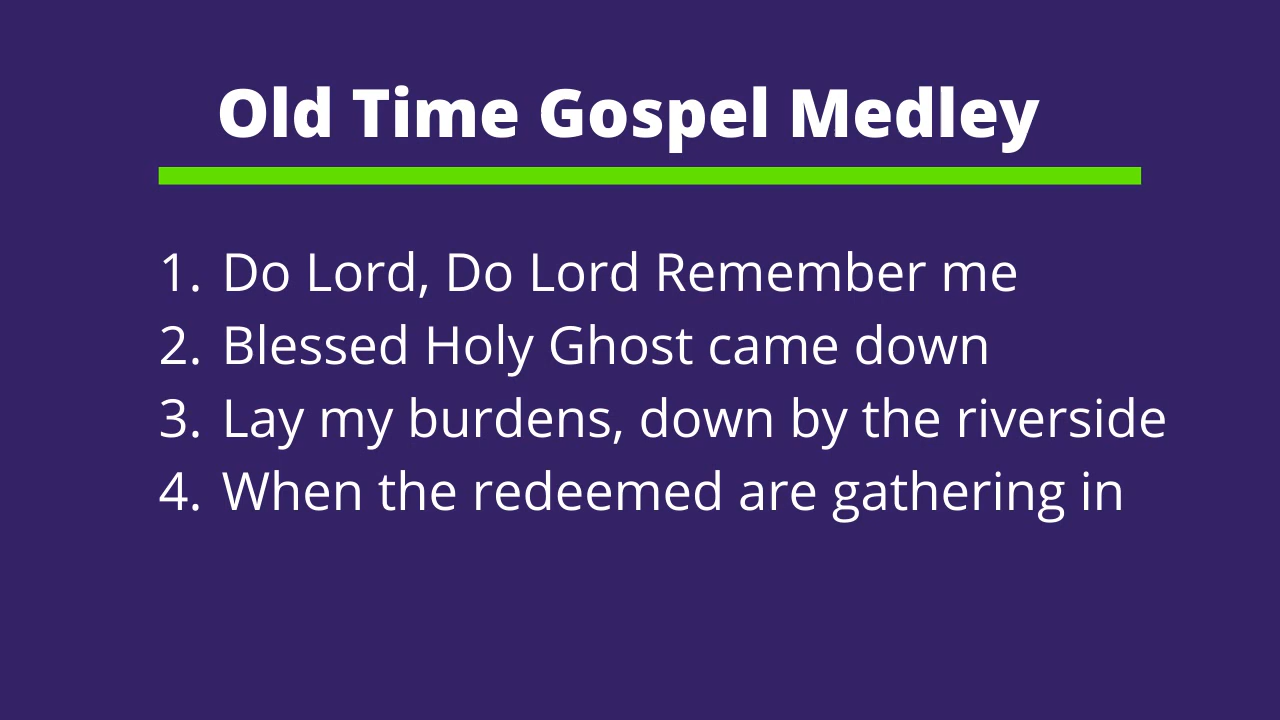 Old Time Gospel Medley
1. Do Lord, Do Lord Remember me
2. Blessed Holy Ghost came down
3. Lay my burdens, down by the riverside
4. When the redeemed are gathering in